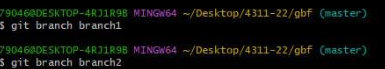 79046@DESKTOP-4RJ1R9B MINGW64 ~/Desktop/4311-22/gbf (master)
$ git branch branch1
79046@DESKTOP-4RJ1R9B MINGW64 ~/Desktop/4311-22/gbf (master)
$ git branch branch2